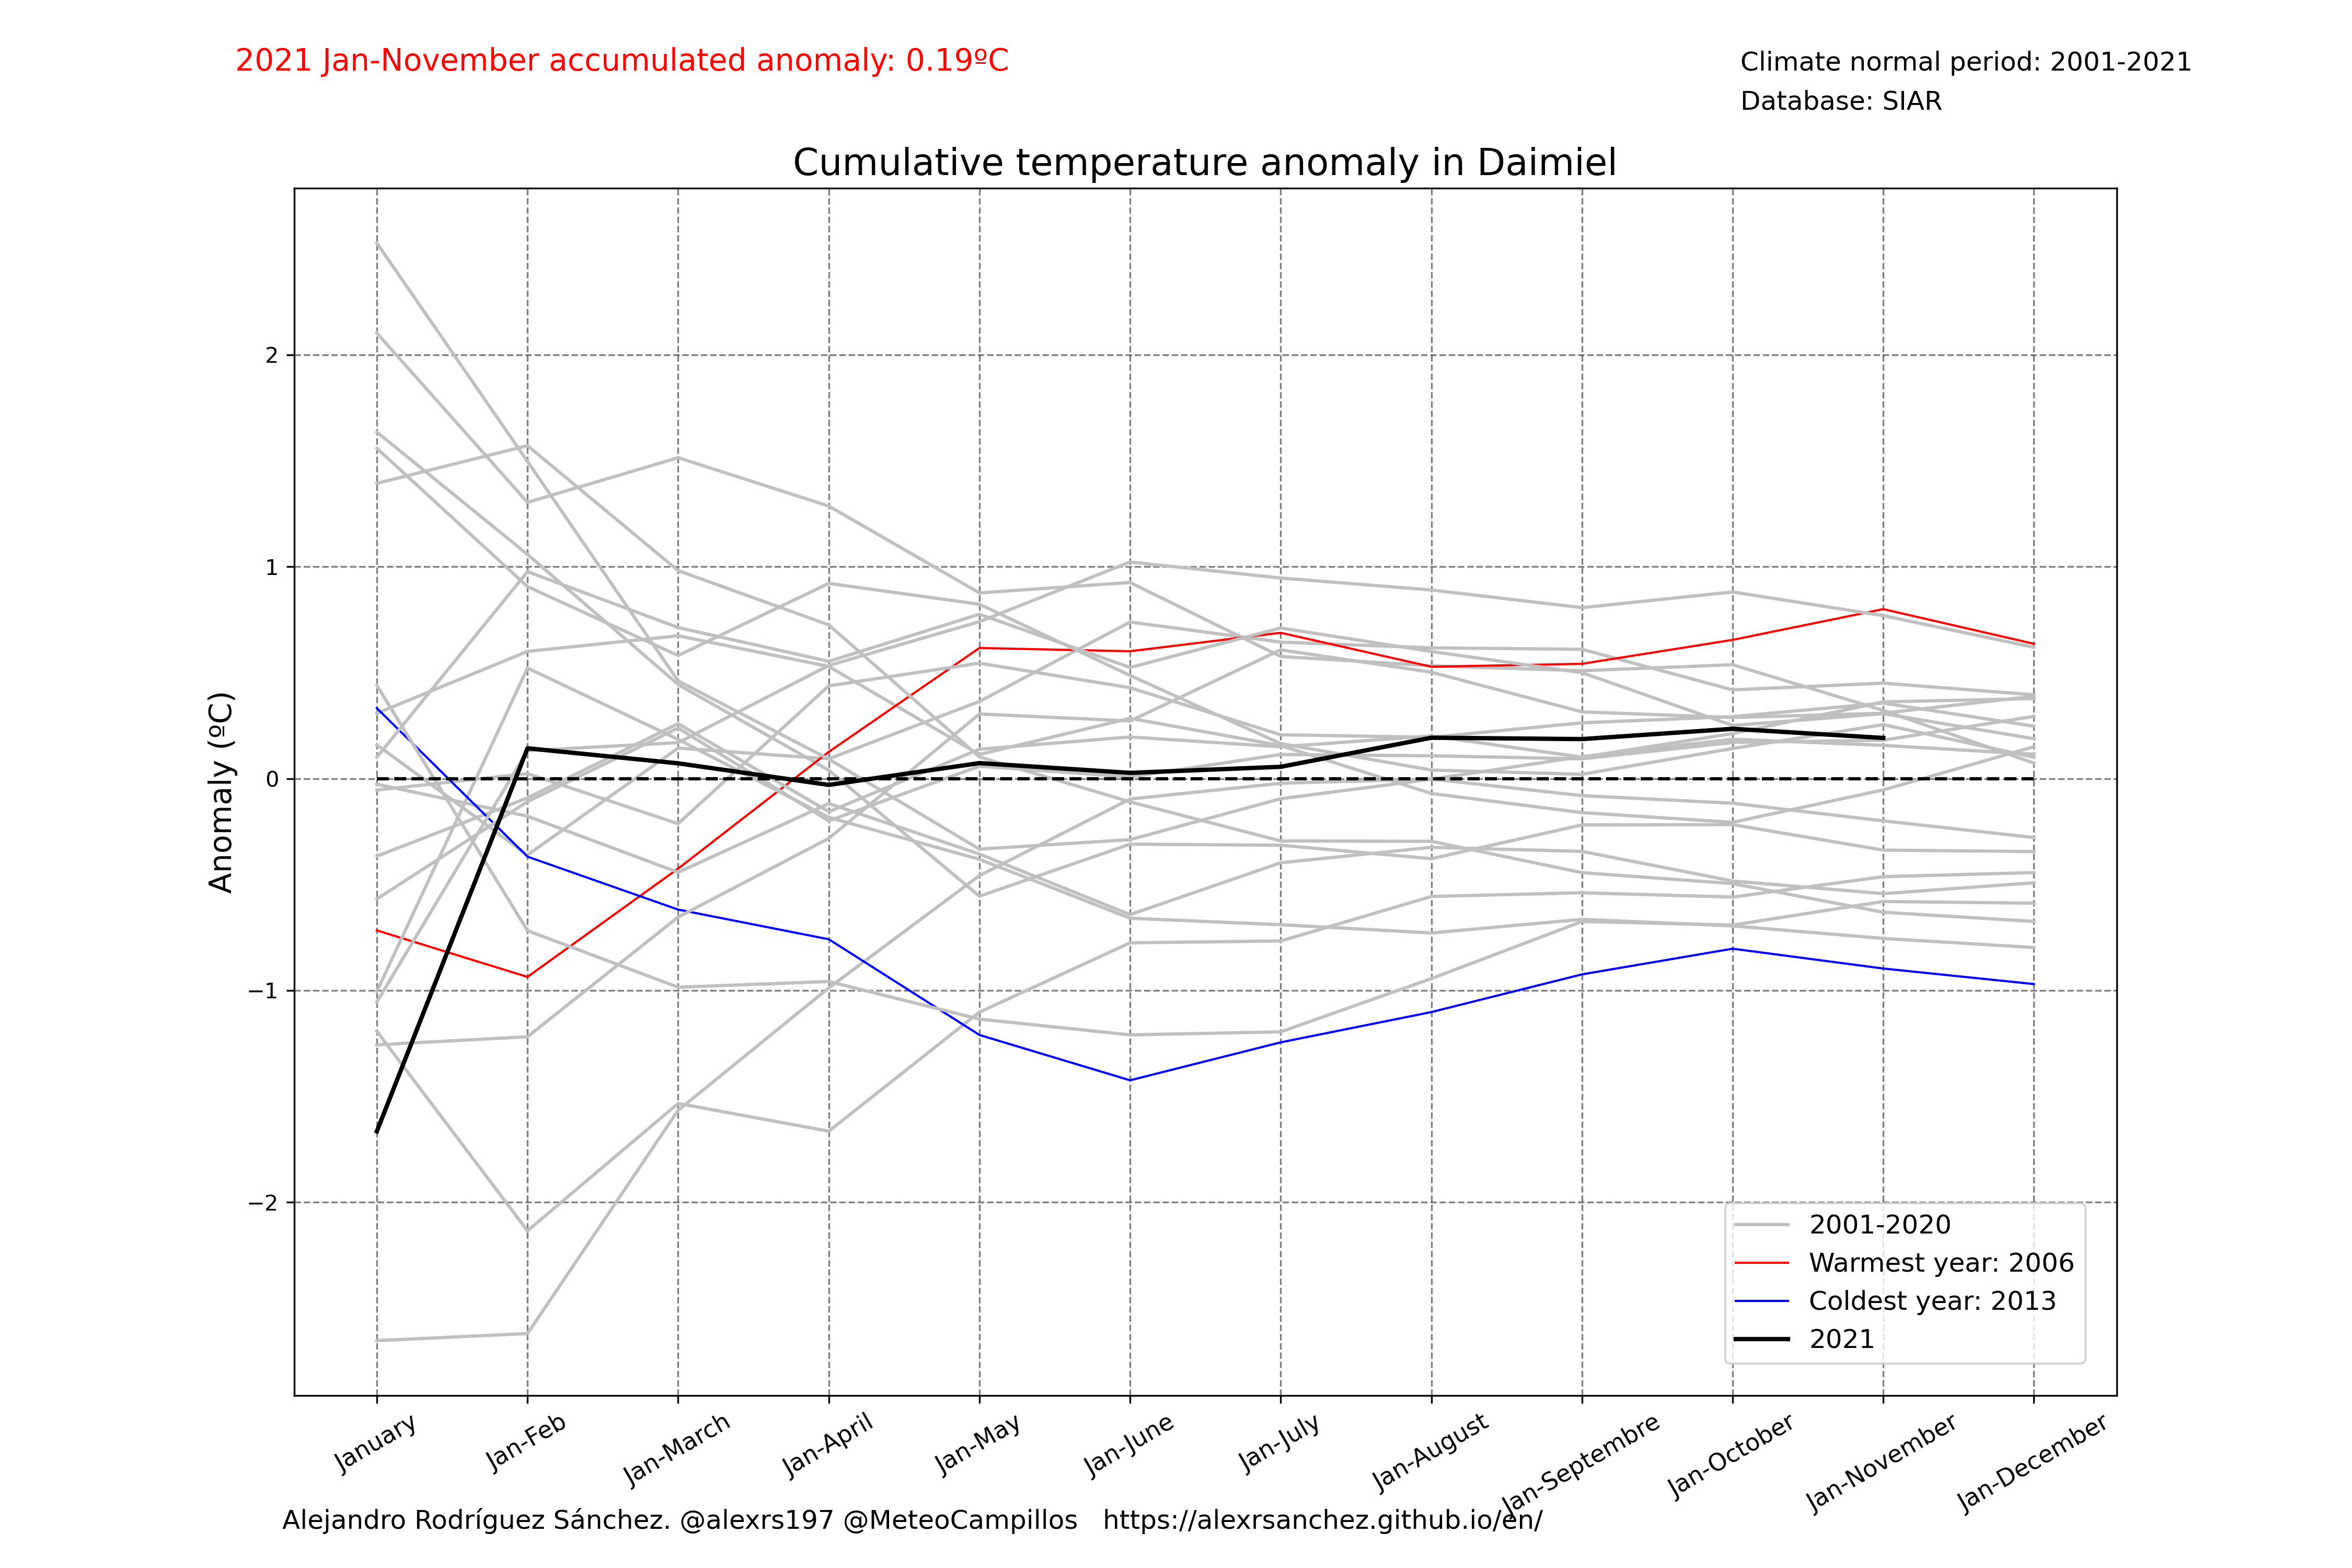 2021 Jan-November accumulated anomaly: 0.19ºC
Climate normal period: 2001-2021
Database: SIAR
Cumulative temperature anomaly in Daimiel
Anomaly (ºC)
2
1
0
−1
−2
2001-2020
Warmest year: 2006
Coldest year: 2013
2021
January
Jan-Feb
Jan-March
Jan-April
Jan-May
Jan-June
Jan-July
Jan-August
Jan-Septembre
Jan-October
Jan-November
Jan-December
Alejandro Rodríguez Sánchez. @alexrs197 @MeteoCampillos   https://alexrsanchez.github.io/en/